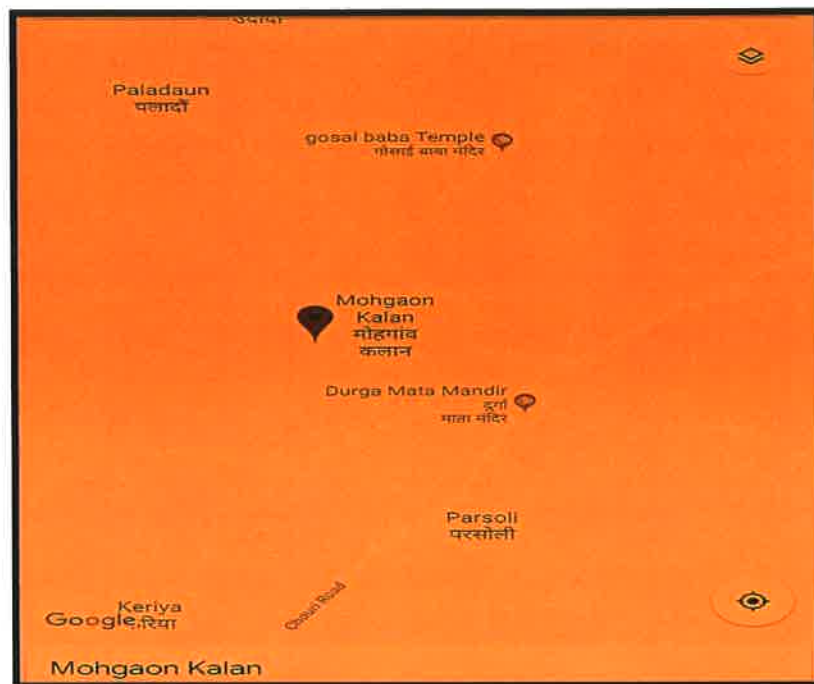 Paladaun
पलादौं
gosal baba Temple
गोसाई बाबा मंदिर
Mohgaon
Kalan
मोहगांव
कलान
Durga Mata Mandir
दुर्गा
माता मंदिर
Parsoli
परसोली
Road
Keriya
Google
Mohgaon Kalan